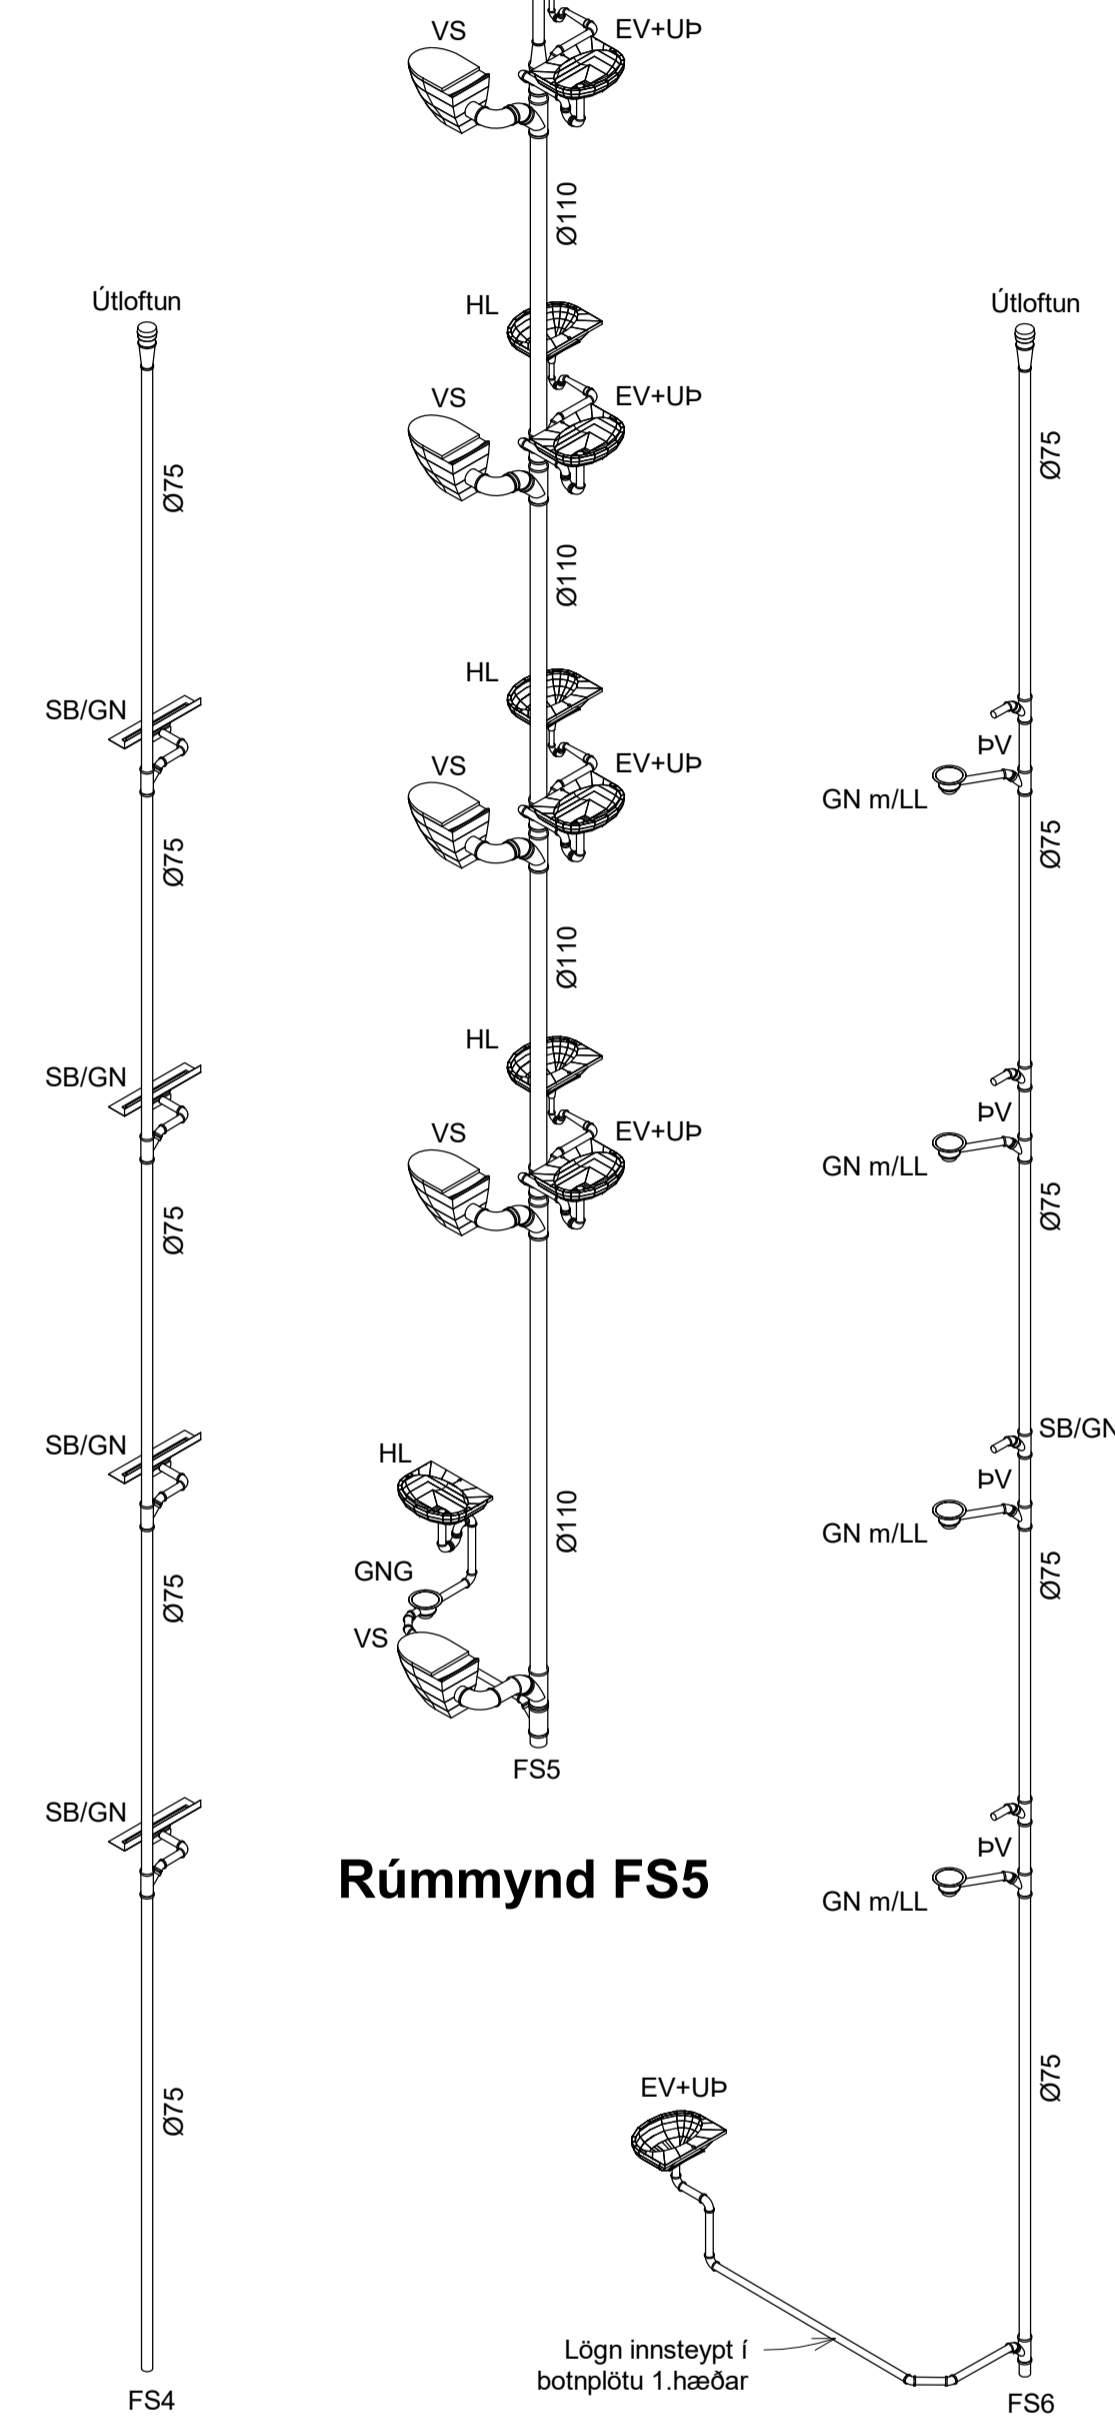 VS
EV+UÞ
Ø110
HL
VS
EV+UÞ
Ø110
HL
VS
EV+UÞ
Ø110
HL
VS
EV+UÞ
Ø110
HL
GNG
VS
FS5
Rúmmynd FS5
Útloftun
Ø75
SB/GN
Ø75
SB/GN
Ø75
SB/GN
Ø75
SB/GN
Ø75
FS4
Útloftun
Ø75
ÞV
GN m/LL
Ø75
ÞV
GN m/LL
Ø75
SB/GN
ÞV
GN m/LL
Ø75
ÞV
GN m/LL
Ø75
EV+UÞ
Lögn innsteypt í
botnplötu 1.hæðar
FS6